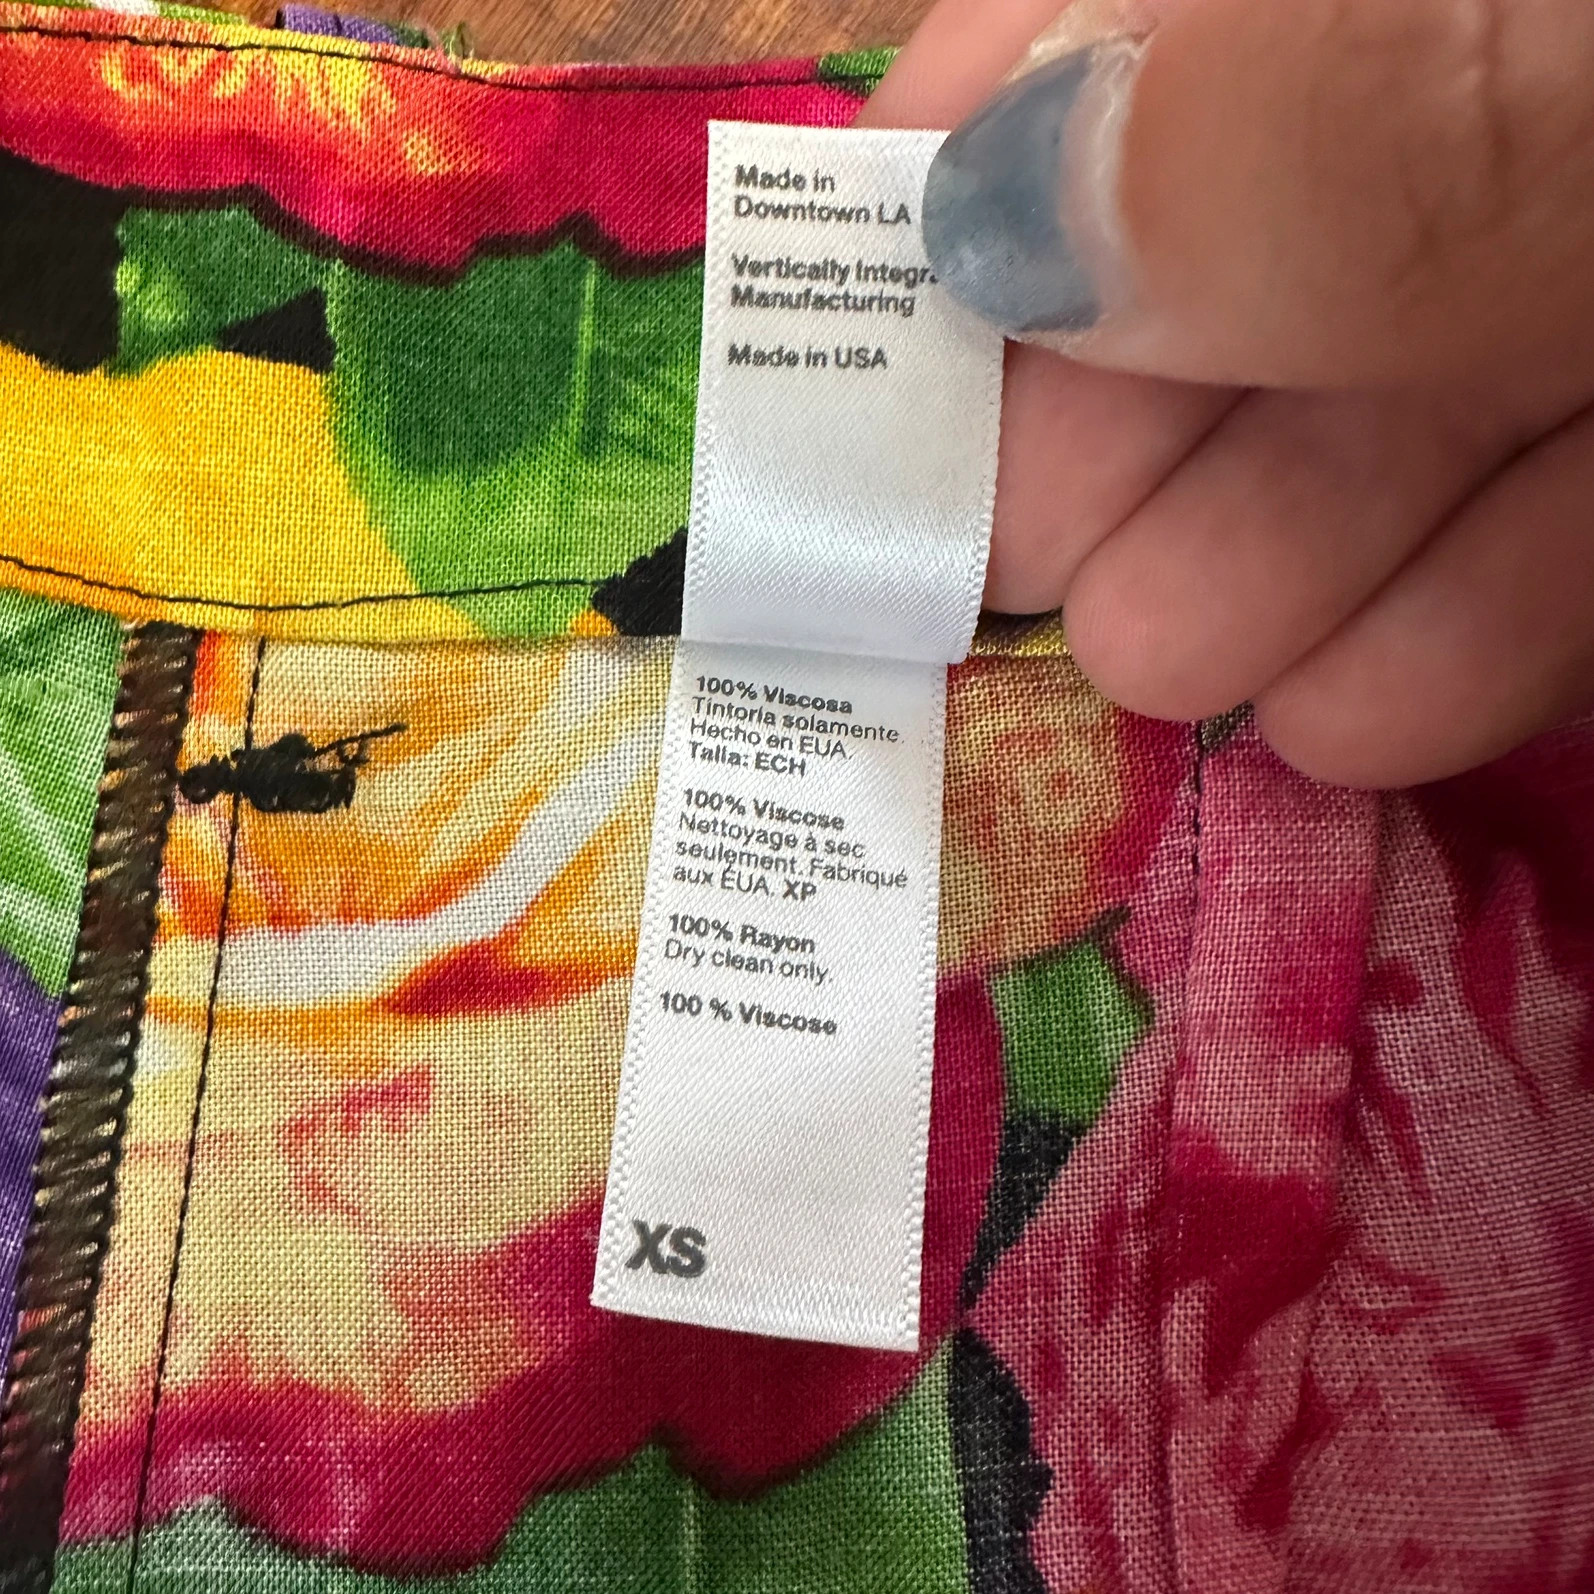 Made in
Downtown LA
Vertically
Manufacturing
Made in USA
100% Viscosa
Tintoria solamente.
Hecho en EUA.
Talla: ECH
100% Viscose
Nettoyage à sec
seulement. Fabriqué
aux ÉUA. XP
100% Rayon
Dry clean only.
100 % Viscose
XS